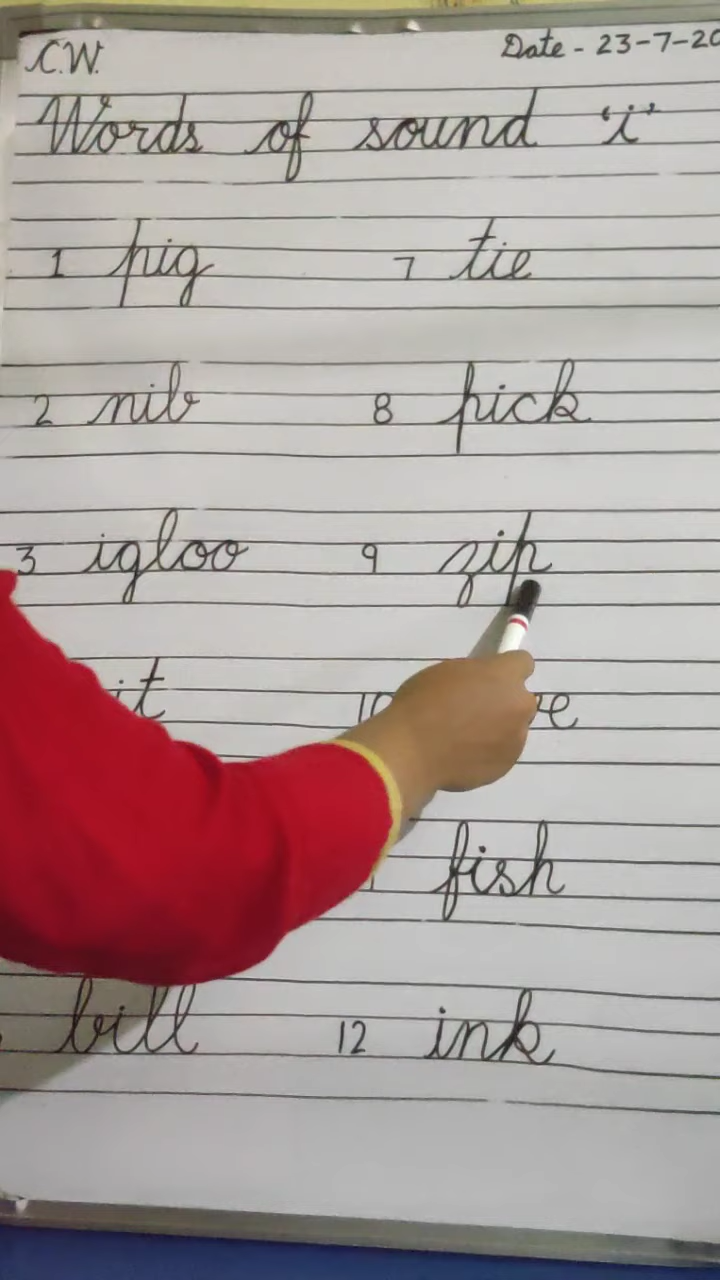 C.W.
Date - 23-7-20
Words of sound 'i'
1 pig
7 tie
2 nib
8 pick
3 igloo
9 zip
it
10
fish
bill
12 ink